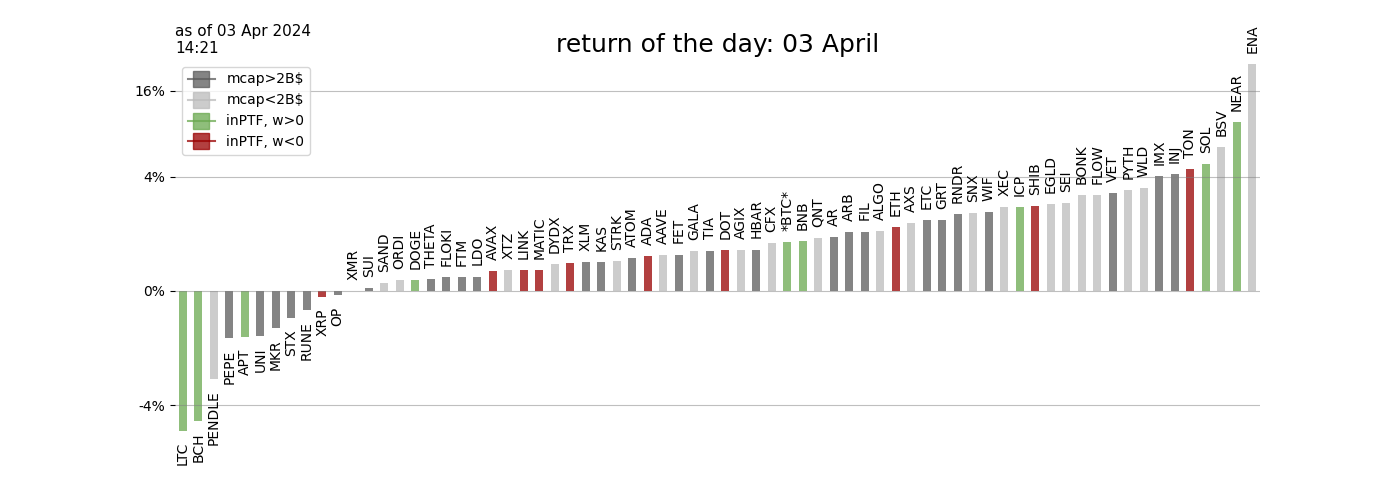 as of 03 Apr 2024
14:21
return of the day: 03 April
mcap>2B$
mcap<2B$
inPTF, w>0
inPTF, w<0
16%
4%
0%
-4%
LTC
BCH
PENDLE
PEPE
APT
UNI
MKR
STX
RUNE
XRP
OP
XMR
SUI
SAND
ORDI
DOGE
THETA
FLOKI
FTM
LDO
AVAX
XTZ
LINK
MATIC
DYDX
TRX
XLM
KAS
STRK
ATOM
ADA
AAVE
FET
GALA
TIA
DOT
AGIX
HBAR
CFX
*BTC*
BNB
QNT
AR
ARB
FIL
ALGO
ETH
AXS
ETC
GRT
RNDR
SNX
WIF
XEC
ICP
SHIB
EGLD
SEI
BONK
FLOW
VET
PYTH
WLD
IMX
INJ
TON
SOL
BSV
NEAR
ENA